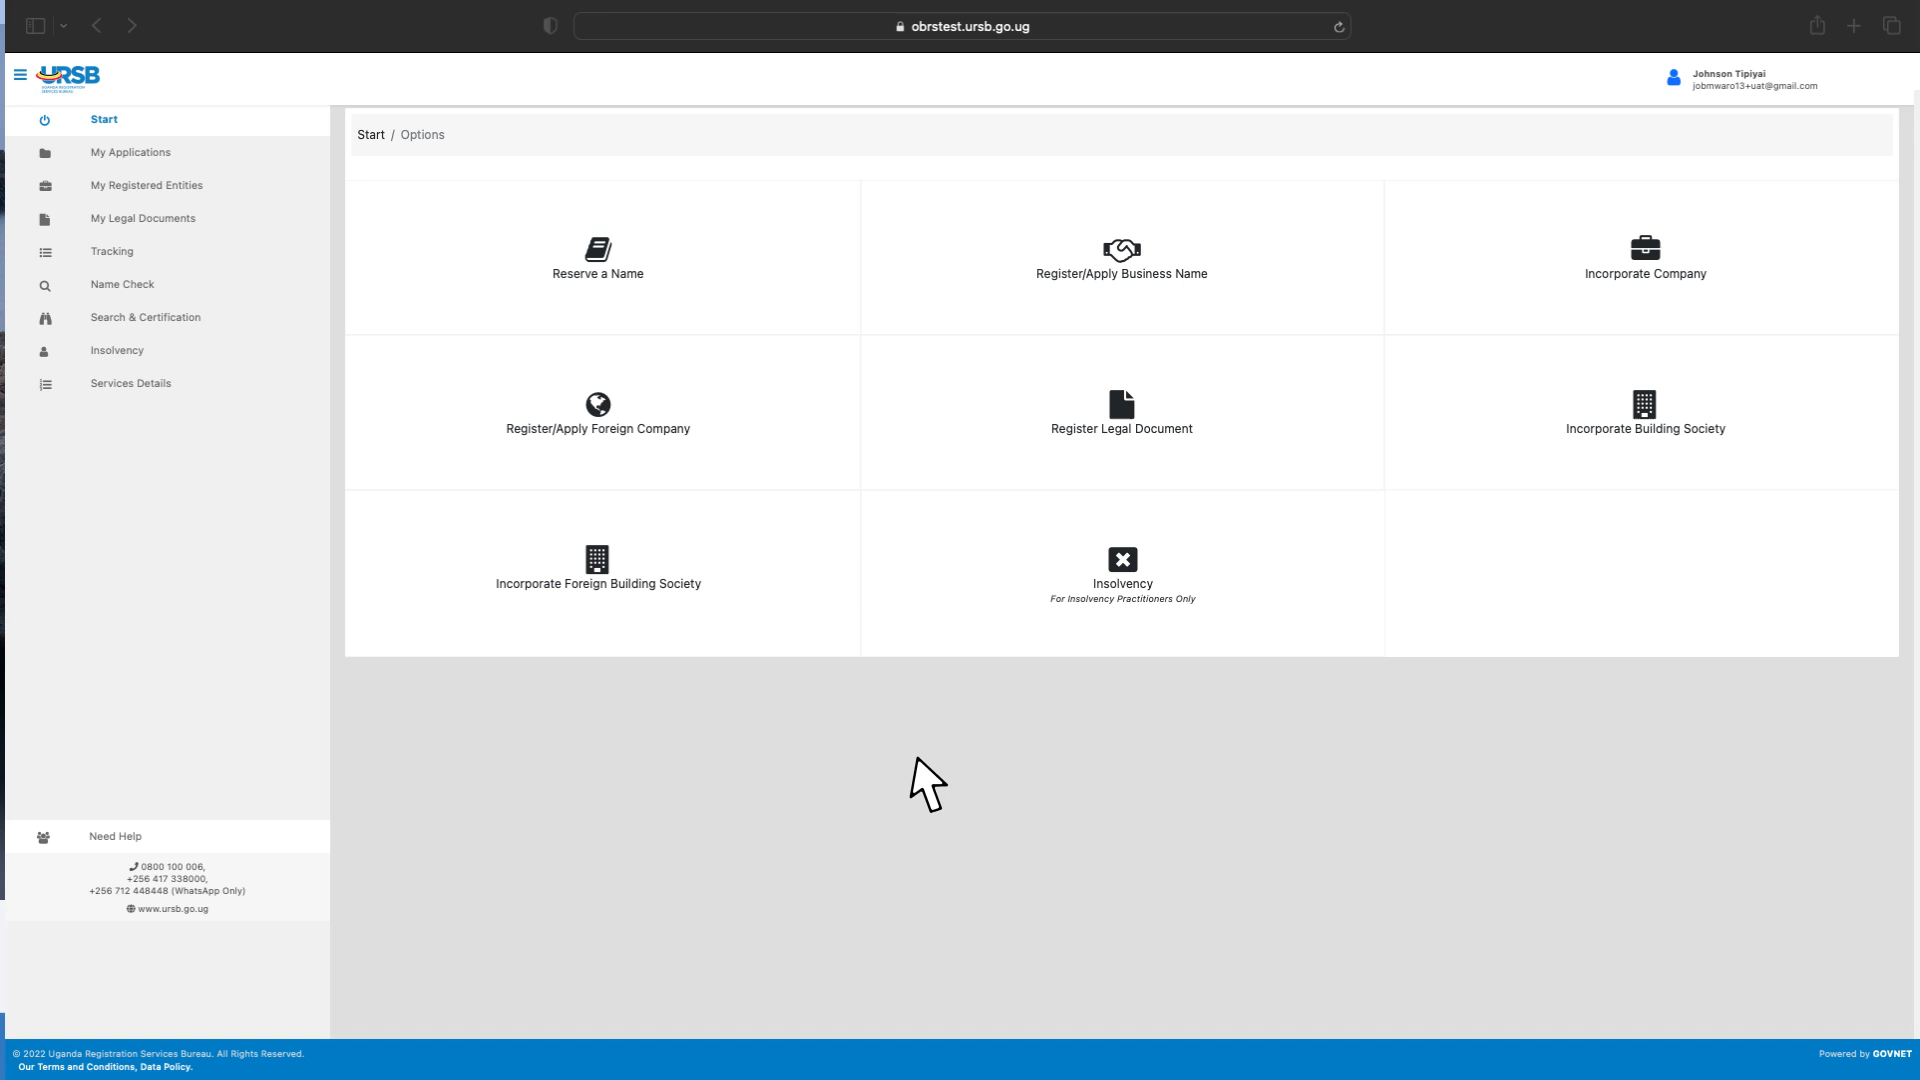 obrstest.ursb.go.ug
URSB
UGANDA REGISTRATION
SERVICES BUREAU
Johnson Tipiyai
jobmwaro13+uat@gmail.com
Start
My Applications
My Registered Entities
My Legal Documents
Tracking
Name Check
Search & Certification
Insolvency
Services Details
Start / Options
Reserve a Name
Register/Apply Business Name
Incorporate Company
Register/Apply Foreign Company
Register Legal Document
Incorporate Building Society
Incorporate Foreign Building Society
Insolvency
For Insolvency Practitioners Only
Need Help
0800 100 006,
+256 417 338000,
+256 712 448448 (WhatsApp Only)
www.ursb.go.ug
© 2022 Uganda Registration Services Bureau. All Rights Reserved.
Our Terms and Conditions, Data Policy.
Powered by GOVNET